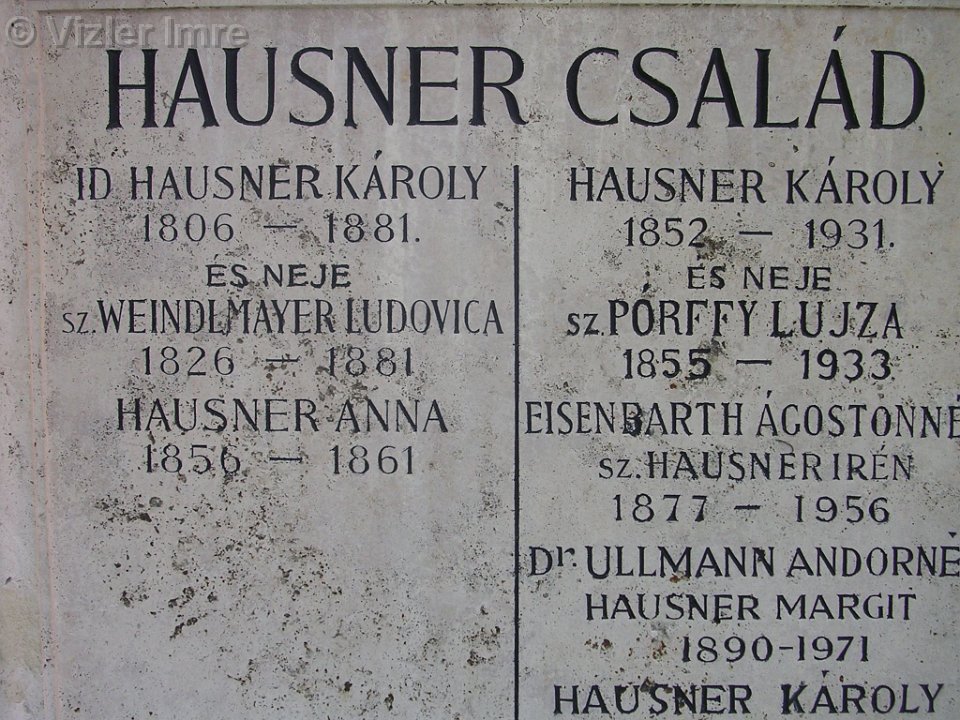 © Vizler Imre
HAUSNER CSALÁD
ID HAUSNER KÁROLY
1806 — 1881.
ÉS NEJE
SZ. WEINDLMAYER LUDOVICA
1826 — 1881
HAUSNER ANNA
1856 — 1861
HAUSNER KÁROLY
1852 — 1931.
ÉS NEJE
SZ. PÓRFFY LUJZA
1855 — 1933
EISENBARTH ÁGOSTONNÉ
SZ. HAUSNER IRÉN
1877 — 1956
Dr. ULLMANN ANDORNÉ
HAUSNER MARGIT
1890-1971
HAUSNER KÁROLY